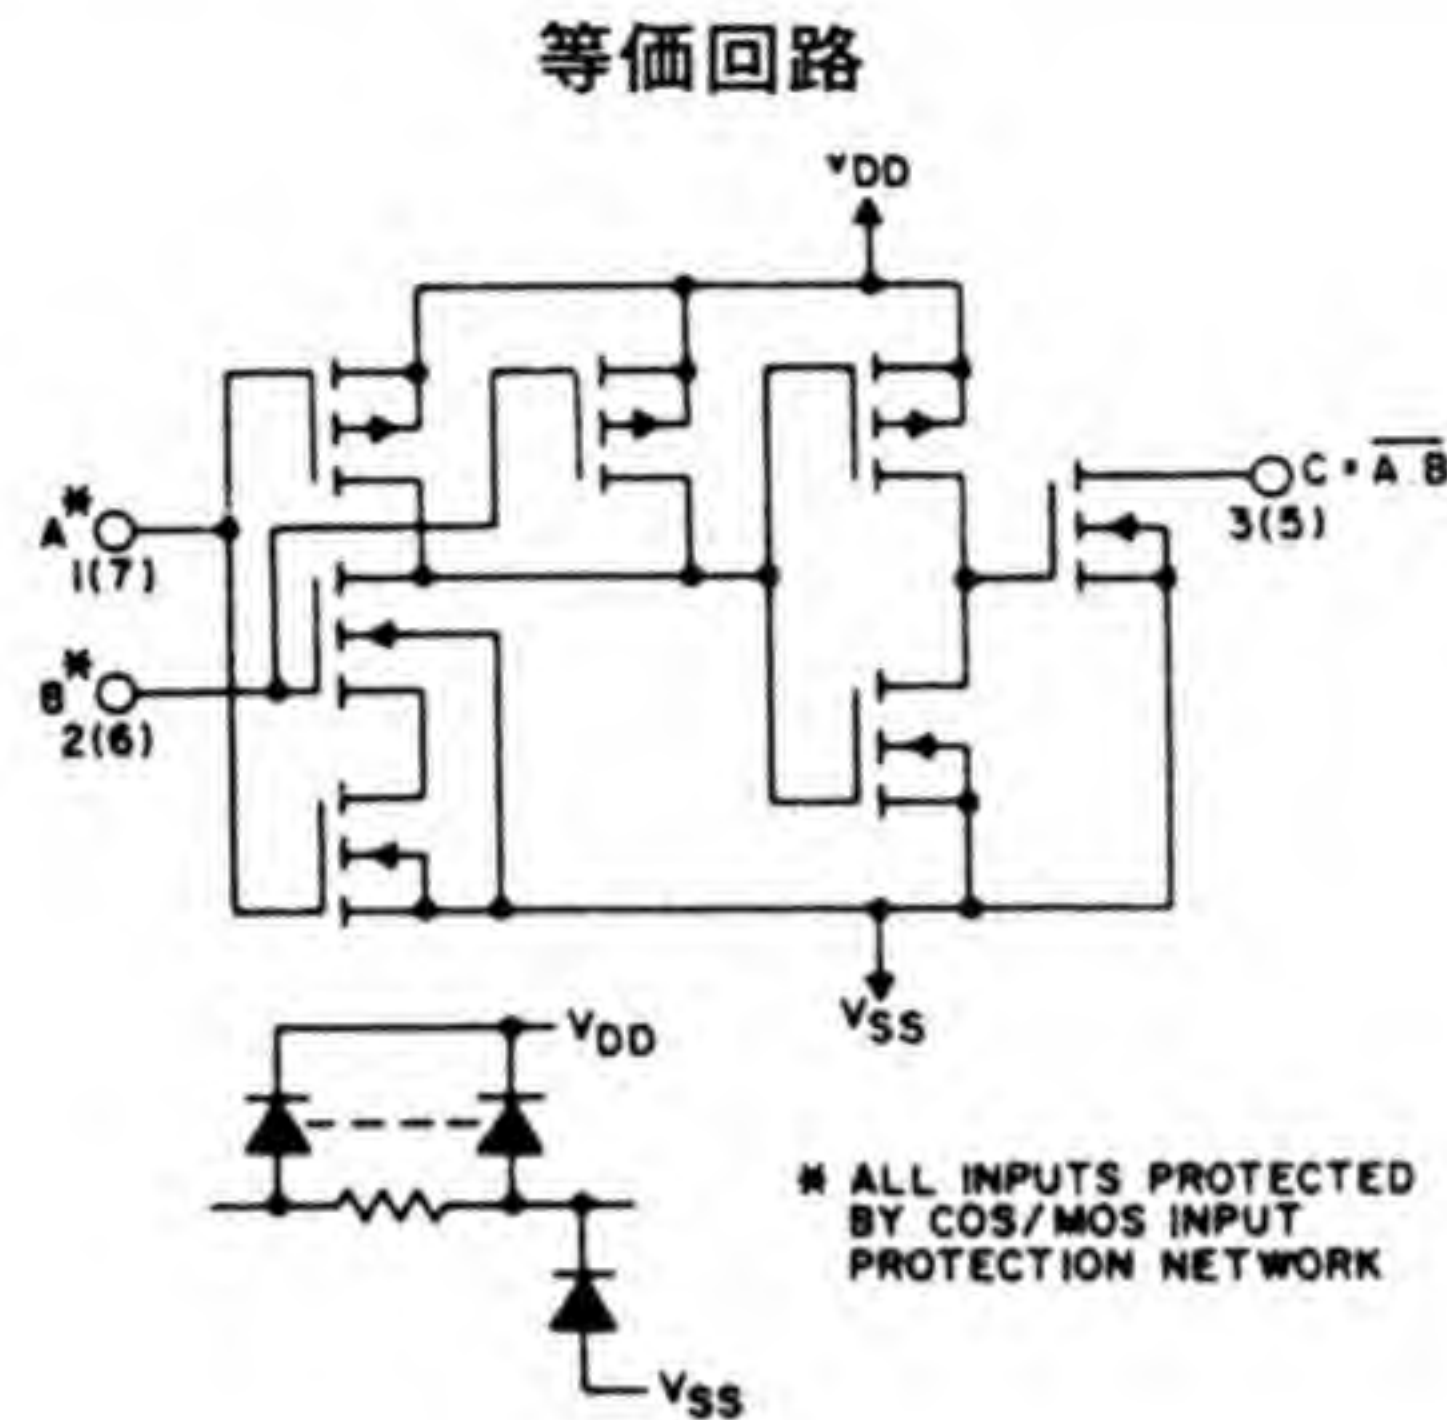 等価回路
VDD
A*
1(7)
B*
2(6)
C = A B
3(5)
VSS
VDD
* ALL INPUTS PROTECTED
BY COS/MOS INPUT
PROTECTION NETWORK
VSS